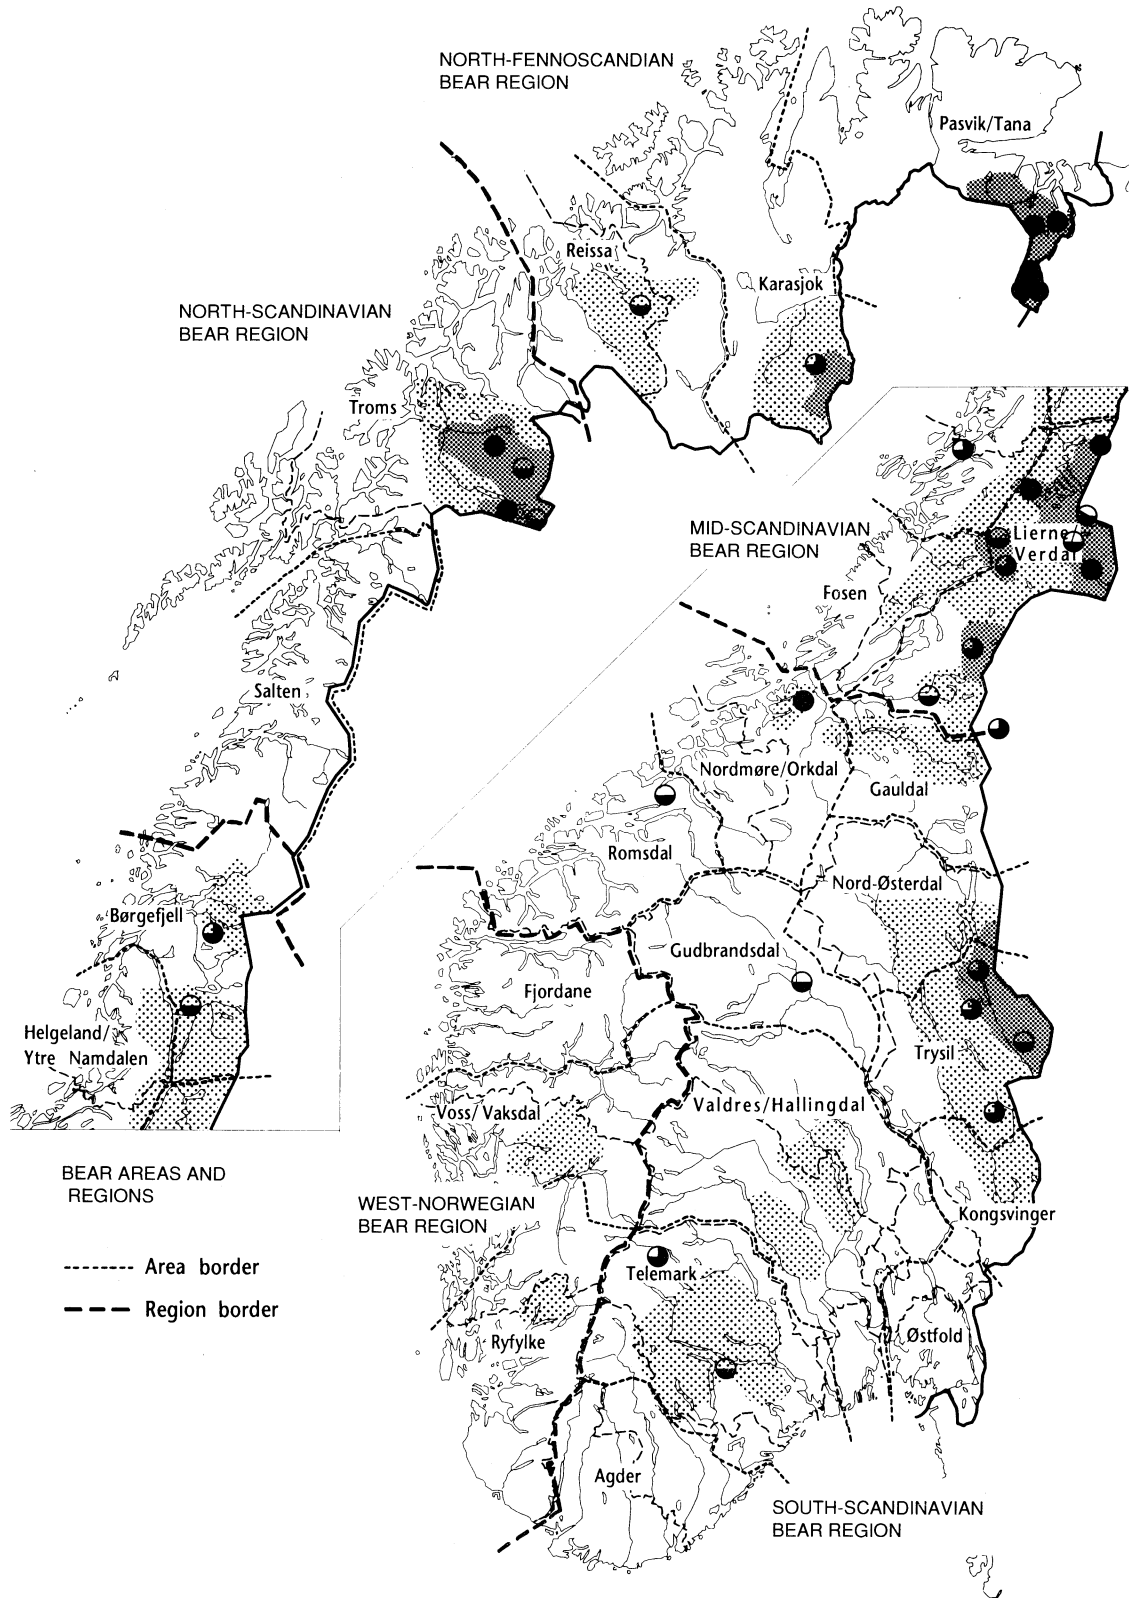 NORTH-FENNOSCANDIAN
BEAR REGION
Pasvik/Tana
Reissa
Karasjok
NORTH-SCANDINAVIAN
BEAR REGION
Troms
MID-SCANDINAVIAN
BEAR REGION
Lierne/
Verdal
Fosen
Salten
Nordmøre/Orkdal
Gauldal
Romsdal
Nord-Østerdal
Børgefjell
Gudbrandsdal
Fjordane
Helgeland/
Ytre Namdalen
Trysil
Valdres/Hallingdal
Voss/Vaksdal
BEAR AREAS AND
REGIONS
WEST-NORWEGIAN
BEAR REGION
Kongsvinger
Area border
Telemark
Region border
Ryfylke
Østfold
Agder
SOUTH-SCANDINAVIAN
BEAR REGION